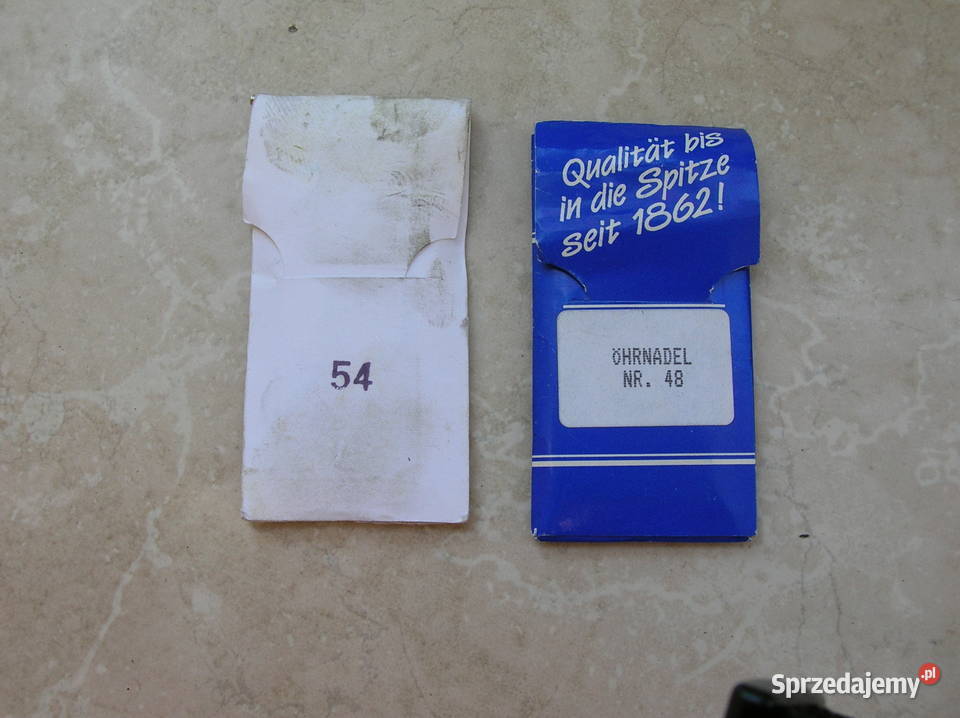 54
Qualität bis
in die Spitze
seit 1862!
ÖHRNADEL
NR. 48
Sprzedajemy.pl